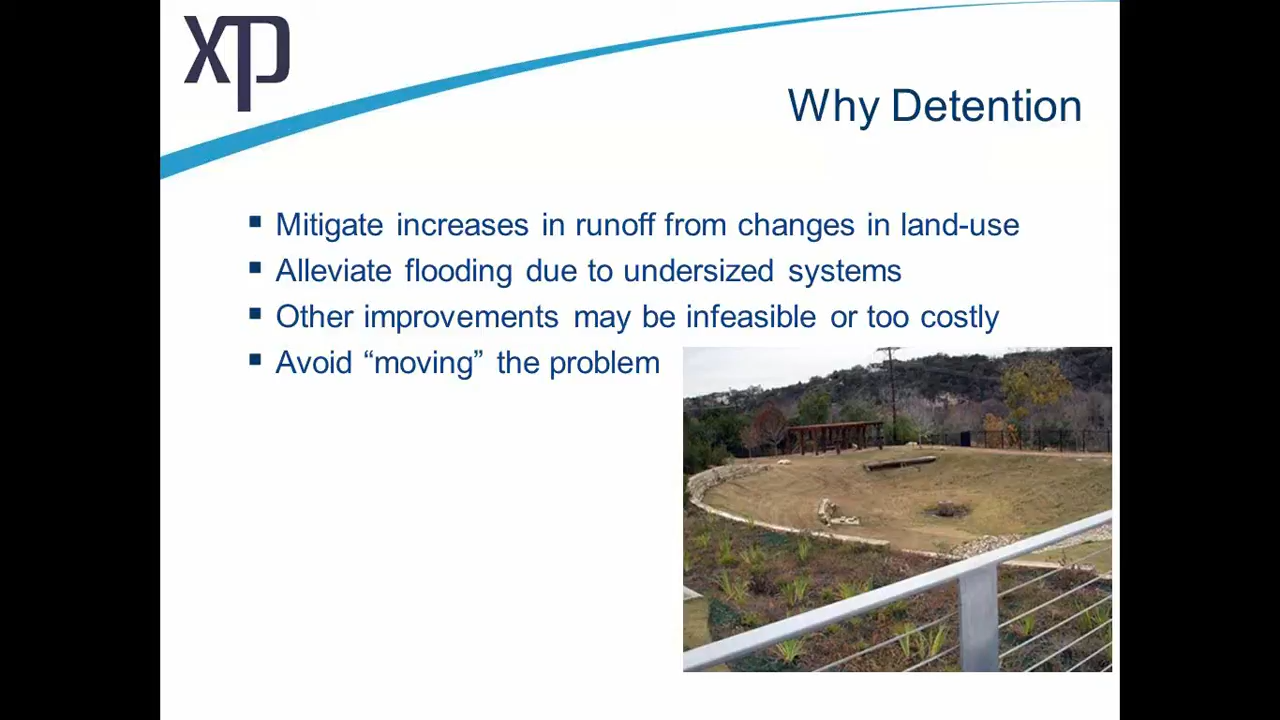 xp
Why Detention
▪ Mitigate increases in runoff from changes in land-use
▪ Alleviate flooding due to undersized systems
▪ Other improvements may be infeasible or too costly
▪ Avoid “moving” the problem